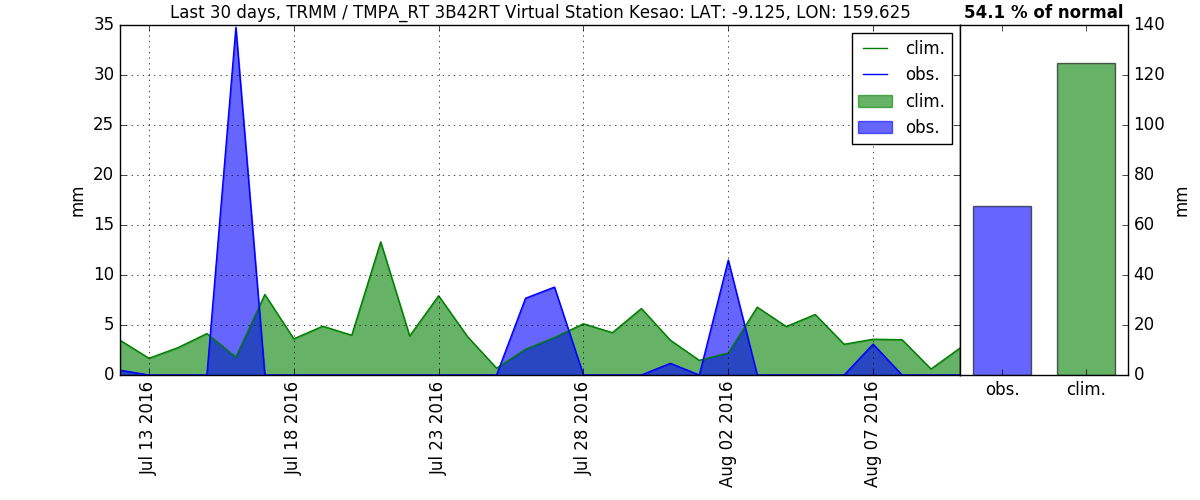 Last 30 days, TRMM / TMPA_RT 3B42RT Virtual Station Kesao: LAT: -9.125, LON: 159.625
54.1 % of normal
35
30
25
20
15
10
5
0
mm
clim.
obs.
clim.
obs.
140
120
100
80
60
40
20
0
mm
Jul 13 2016
Jul 18 2016
Jul 23 2016
Jul 28 2016
Aug 02 2016
Aug 07 2016
obs.
clim.